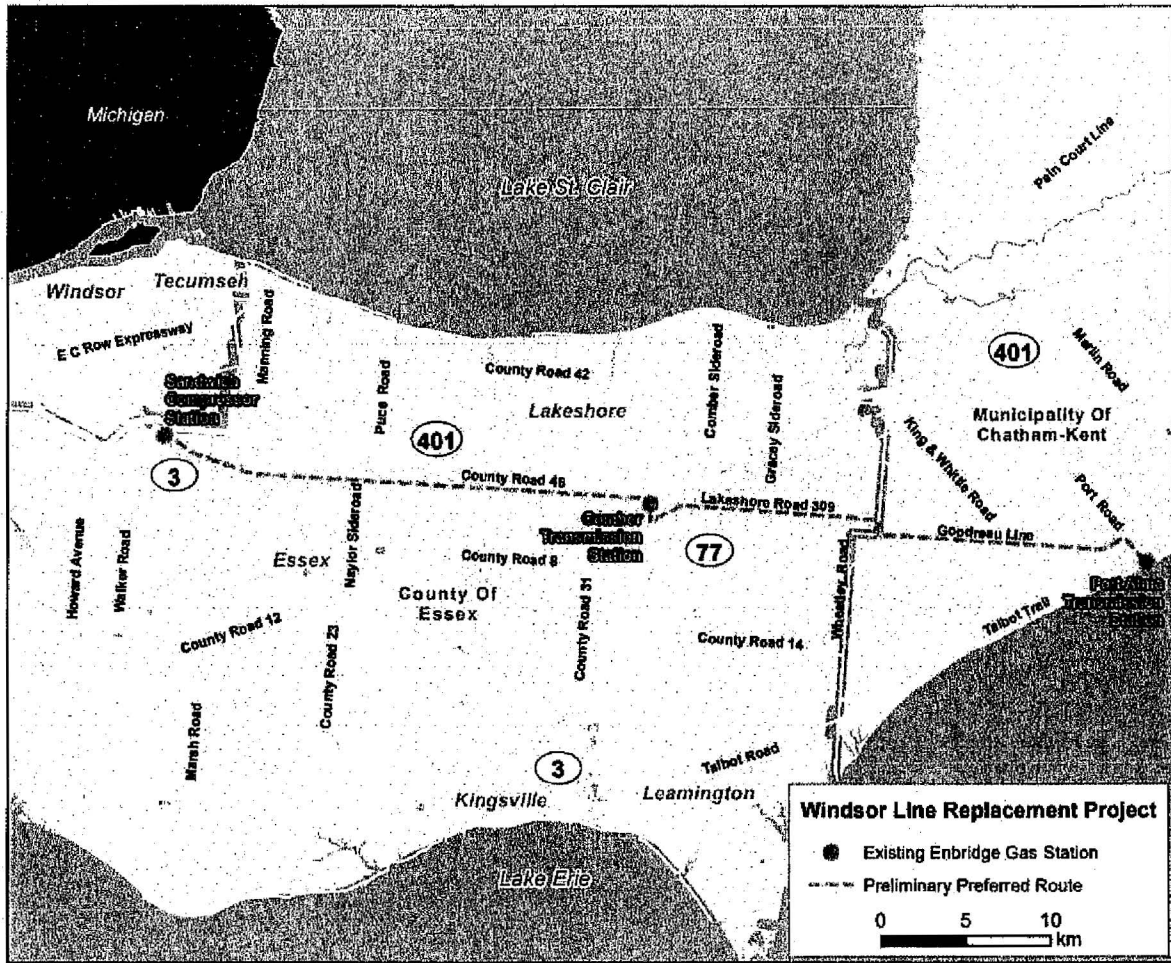 Michigan
Lake St. Clair
Pain Court Line
Windsor
Tecumseh
E C Row Expressway
Manning Road
Sandwich
Compressor
Station
Puce Road
County Road 42
Lakeshore
Comber Sideroad
Gracey Sideroad
401
Merlin Road
Municipality Of
Chatham-Kent
401
3
County Road 46
King & Whittle Road
Lakeshore Road 309
Port Road
Comber
Transmission
Station
Goodreau Line
77
Port Alma
Transmission
Station
Howard Avenue
Walker Road
Essex
Naylor Sideroad
County Road 8
County Of
Essex
County Road 31
Wheatley Road
Talbot Trail
County Road 12
County Road 23
County Road 14
Marsh Road
3
Talbot Road
Kingsville
Leamington
Lake Erie
Windsor Line Replacement Project
Existing Enbridge Gas Station
Preliminary Preferred Route
0 5 10
km